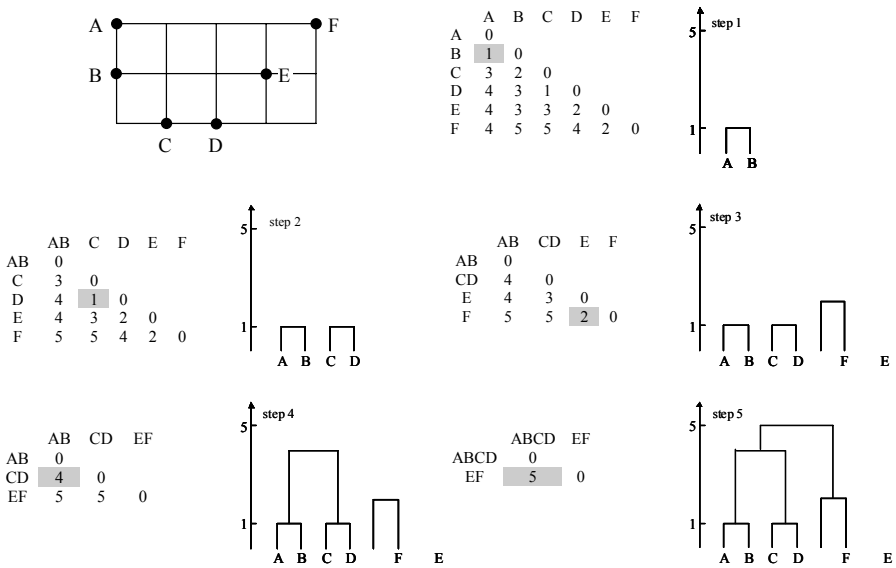 A F
B E
C D
A B C D E F
A 0
B 1 0
C 3 2 0
D 4 3 1 0
E 4 3 3 2 0
F 4 5 5 4 2 0
step 1
5
1
A B
AB C D E F
AB 0
C 3 0
D 4 1 0
E 4 3 2 0
F 5 5 4 2 0
step 2
5
1
A B C D
AB CD E F
AB 0
CD 4 0
E 4 3 0
F 5 5 2 0
step 3
5
1
A B C D F E
AB CD EF
AB 0
CD 4 0
EF 5 5 0
step 4
5
1
A B C D F E
ABCD EF
ABCD 0
EF 5 0
step 5
5
1
A B C D F E